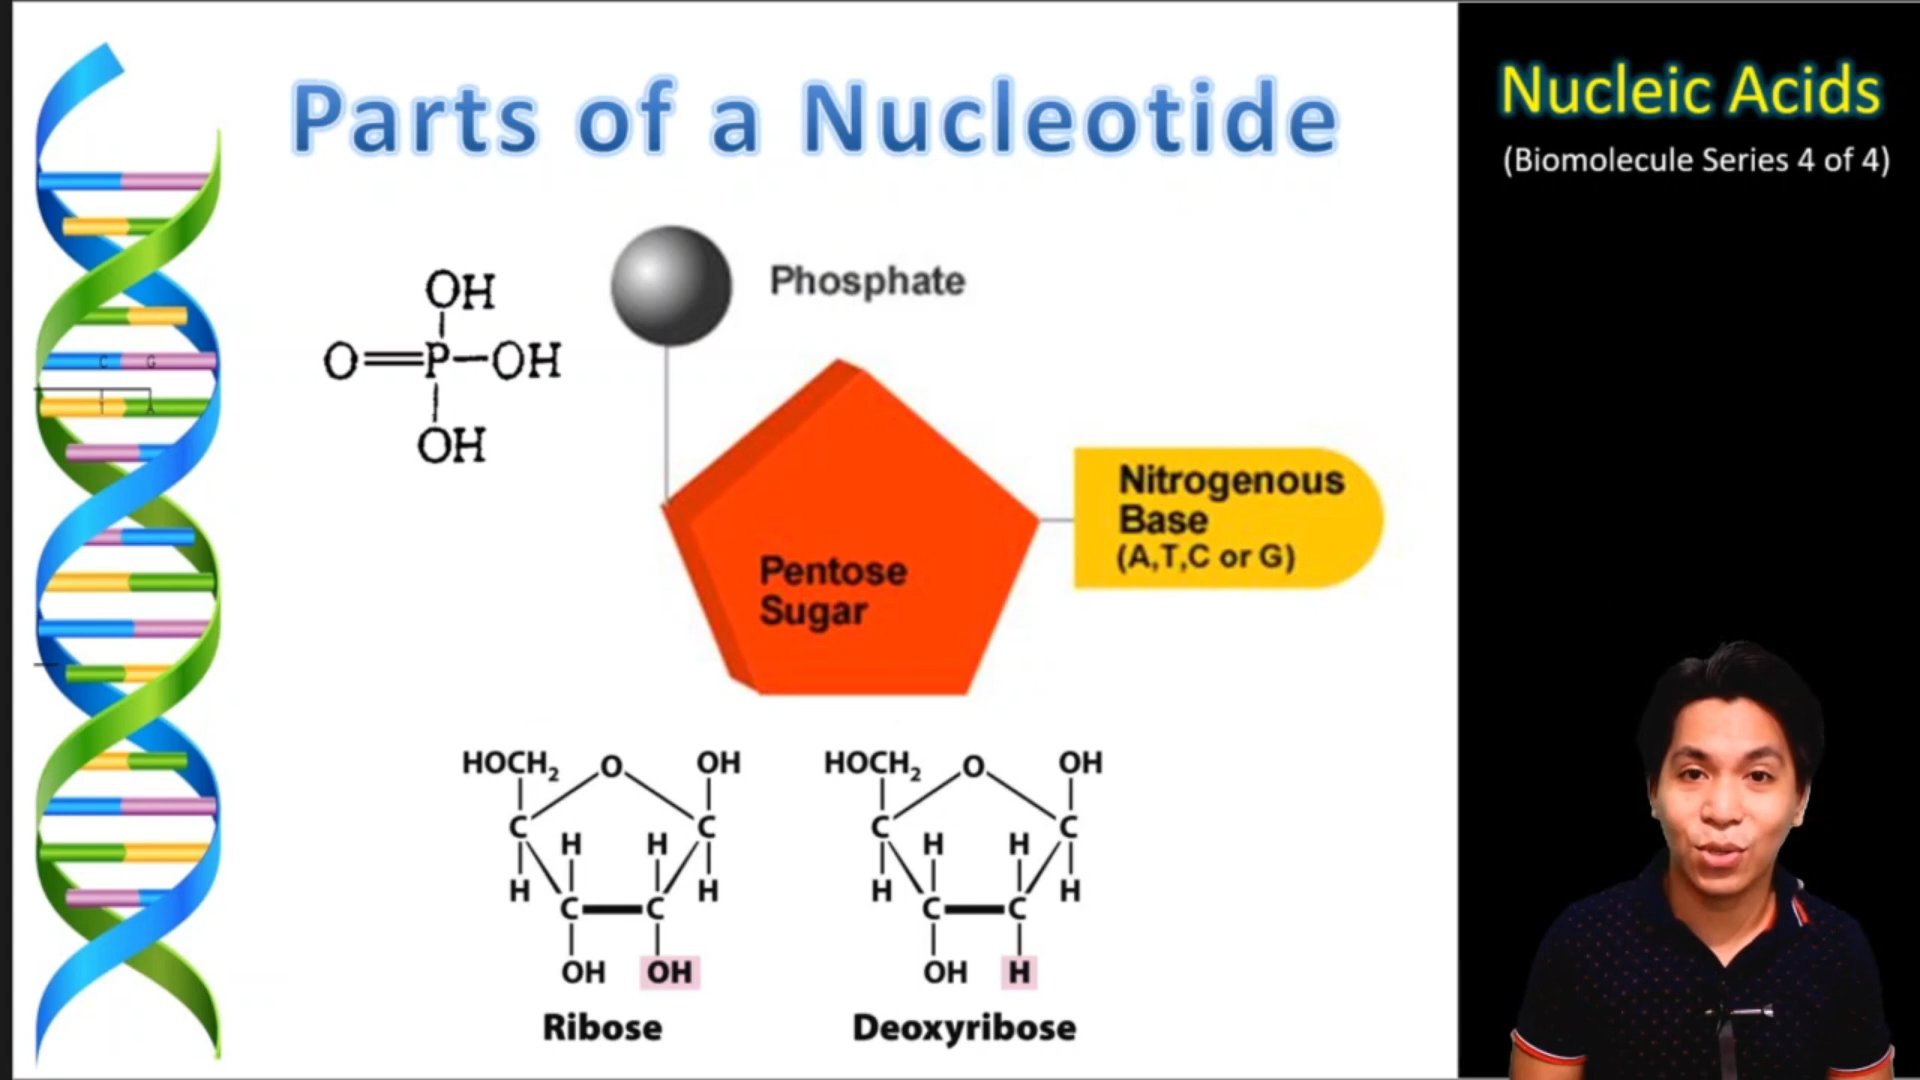 Parts of a Nucleotide
Nucleic Acids
(Biomolecule Series 4 of 4)
Phosphate
OH
O=P-OH
OH
Pentose
Sugar
Nitrogenous
Base
(A,T,C or G)
C G
T A
HOCH₂ O OH
C C
H H
H H
C C
OH OH
Ribose
HOCH₂ O OH
C C
H H
H H
C C
OH H
Deoxyribose